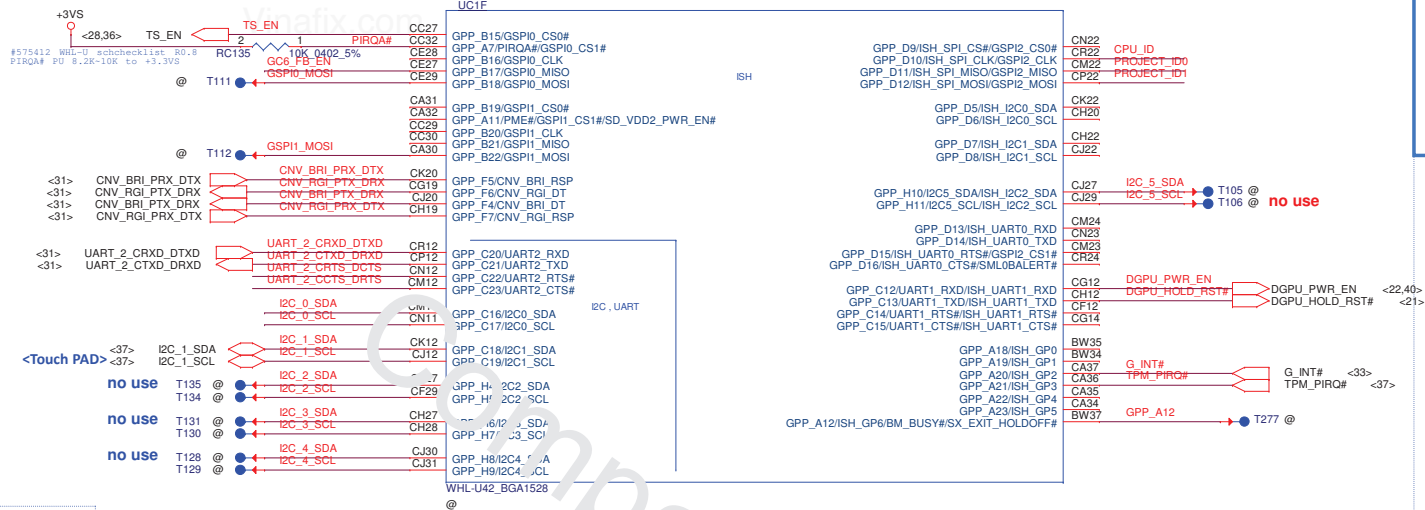 Vinafix.com
UC1F
+3VS
<28,36> TS_EN TS_EN CC27 GPP_B15/GSPI0_CS0#
#575412 WHL-U schchecklist R0.8
PIRQA# PU 8.2K-10K to +3.3VS
2 1 PIRQA# CC32 GPP_A7/PIRQA#/GSPI0_CS1#
RC135 10K_0402_5%
CE28 GPP_B16/GSPI0_CLK
GC6_FB_EN CE27 GPP_B17/GSPI0_MISO
@ T111 GSPI0_MOSI CE29 GPP_B18/GSPI0_MOSI
CA31 GPP_B19/GSPI1_CS0#
CA32 GPP_A11/PME#/GSPI1_CS1#/SD_VDD2_PWR_EN#
CC29 GPP_B20/GSPI1_CLK
CC30 GPP_B21/GSPI1_MISO
@ T112 GSPI1_MOSI CA30 GPP_B22/GSPI1_MOSI
<31> CNV_BRI_PRX_DTX CNV_BRI_PRX_DTX CK20 GPP_F5/CNV_BRI_RSP
<31> CNV_RGI_PTX_DRX CNV_RGI_PTX_DRX CG19 GPP_F6/CNV_RGI_DT
<31> CNV_BRI_PTX_DRX CNV_BRI_PTX_DRX CJ20 GPP_F4/CNV_BRI_DT
<31> CNV_RGI_PRX_DTX CNV_RGI_PRX_DTX CH19 GPP_F7/CNV_RGI_RSP
<31> UART_2_CRXD_DTXD UART_2_CRXD_DTXD CR12 GPP_C20/UART2_RXD
<31> UART_2_CTXD_DRXD UART_2_CTXD_DRXD CP12 GPP_C21/UART2_TXD
UART_2_CRTS_DCTS CN12 GPP_C22/UART2_RTS#
UART_2_CCTS_DRTS CM12 GPP_C23/UART2_CTS#
I2C_0_SDA GPP_C16/I2C0_SDA
I2C_0_SCL CN11 GPP_C17/I2C0_SCL
<Touch PAD>
<37> I2C_1_SDA I2C_1_SDA CK12 GPP_C18/I2C1_SDA
<37> I2C_1_SCL I2C_1_SCL CJ12 GPP_C19/I2C1_SCL
no use T135 @ I2C_2_SDA
T134 @ I2C_2_SCL CF29
no use T131 @ I2C_3_SDA CH27
T130 @ I2C_3_SCL CH28
no use T128 @ I2C_4_SDA CJ30
T129 @ I2C_4_SCL CJ31
ISH
I2C , UART
GPP_D9/ISH_SPI_CS#/GSPI2_CS0# CN22
GPP_D10/ISH_SPI_CLK/GSPI2_CLK CR22 CPU_ID
GPP_D11/ISH_SPI_MISO/GSPI2_MISO CM22 PROJECT_ID0
GPP_D12/ISH_SPI_MOSI/GSPI2_MOSI CP22 PROJECT_ID1
GPP_D5/ISH_I2C0_SDA CK22
GPP_D6/ISH_I2C0_SCL CH20
GPP_D7/ISH_I2C1_SDA CH22
GPP_D8/ISH_I2C1_SCL CJ22
GPP_H10/I2C5_SDA/ISH_I2C2_SDA CJ27 I2C_5_SDA T105 @
GPP_H11/I2C5_SCL/ISH_I2C2_SCL CJ29 I2C_5_SCL T106 @ no use
GPP_D13/ISH_UART0_RXD CM24
GPP_D14/ISH_UART0_TXD CN23
GPP_D15/ISH_UART0_RTS#/GSPI2_CS1# CM23
GPP_D16/ISH_UART0_CTS#/SML0BALERT# CR24
GPP_C12/UART1_RXD/ISH_UART1_RXD CG12 DGPU_PWR_EN DGPU_PWR_EN <22,40>
GPP_C13/UART1_TXD/ISH_UART1_TXD CH12 DGPU_HOLD_RST# DGPU_HOLD_RST# <21>
GPP_C14/UART1_RTS#/ISH_UART1_RTS# CF12
GPP_C15/UART1_CTS#/ISH_UART1_CTS# CG14
GPP_A18/ISH_GP0 BW35
GPP_A19/ISH_GP1 BW34
GPP_A20/ISH_GP2 CA37 G_INT# G_INT# <33>
GPP_A21/ISH_GP3 CA36 TPM_PIRQ# TPM_PIRQ# <37>
GPP_A22/ISH_GP4 CA35
GPP_A23/ISH_GP5 CA34
GPP_A12/ISH_GP6/BM_BUSY#/SX_EXIT_HOLDOFF# BW37 GPP_A12 T277 @
WHL-U42_BGA1528
@